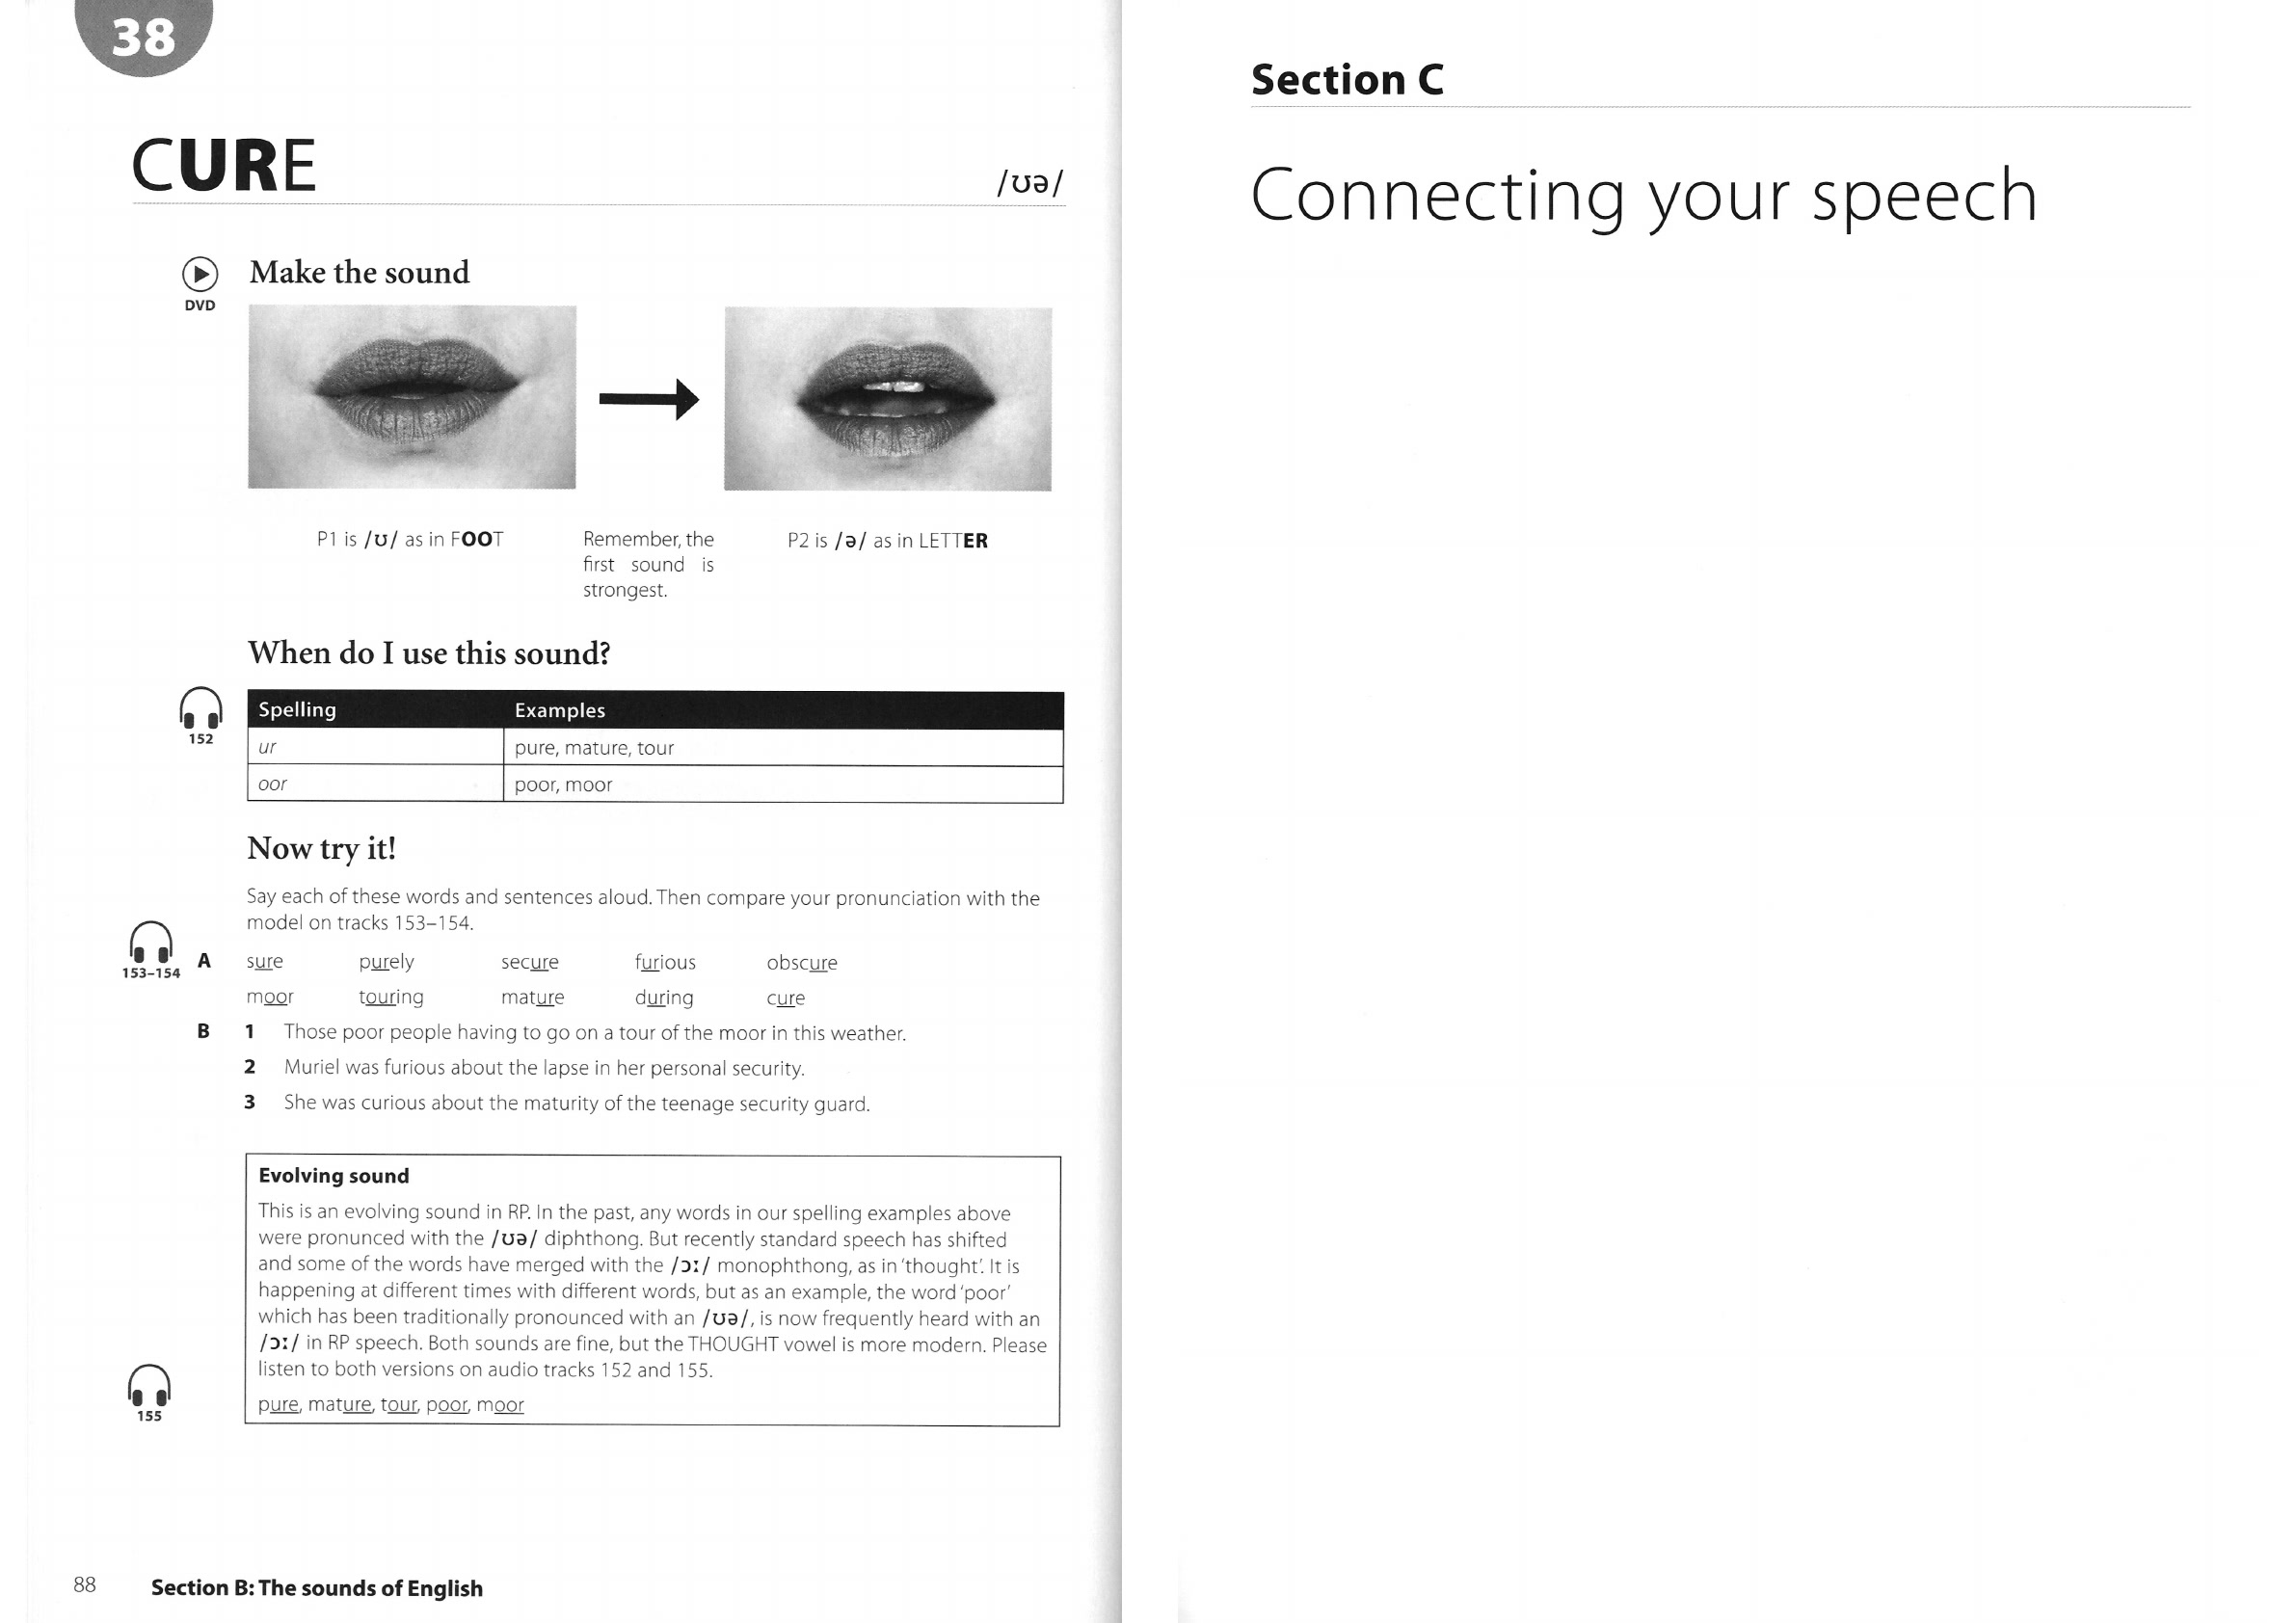 38
CURE
/ʊə/
Make the sound
DVD
P1 is /ʊ/ as in FOOT
Remember, the
first sound is
strongest.
P2 is /ə/ as in LETTER
When do I use this sound?
152
Spelling Examples
ur pure, mature, tour
oor poor, moor
Now try it!
Say each of these words and sentences aloud. Then compare your pronunciation with the
model on tracks 153–154.
153–154
A sure purely secure furious obscure
moor touring mature during cure
B 1 Those poor people having to go on a tour of the moor in this weather.
2 Muriel was furious about the lapse in her personal security.
3 She was curious about the maturity of the teenage security guard.
Evolving sound
This is an evolving sound in RP. In the past, any words in our spelling examples above
were pronunced with the /ʊə/ diphthong. But recently standard speech has shifted
and some of the words have merged with the /ɔː/ monophthong, as in ‘thought’. It is
happening at different times with different words, but as an example, the word ‘poor’
which has been traditionally pronounced with an /ʊə/, is now frequently heard with an
/ɔː/ in RP speech. Both sounds are fine, but the THOUGHT vowel is more modern. Please
listen to both versions on audio tracks 152 and 155.
155
pure, mature, tour, poor, moor
88 Section B: The sounds of English
Section C
Connecting your speech